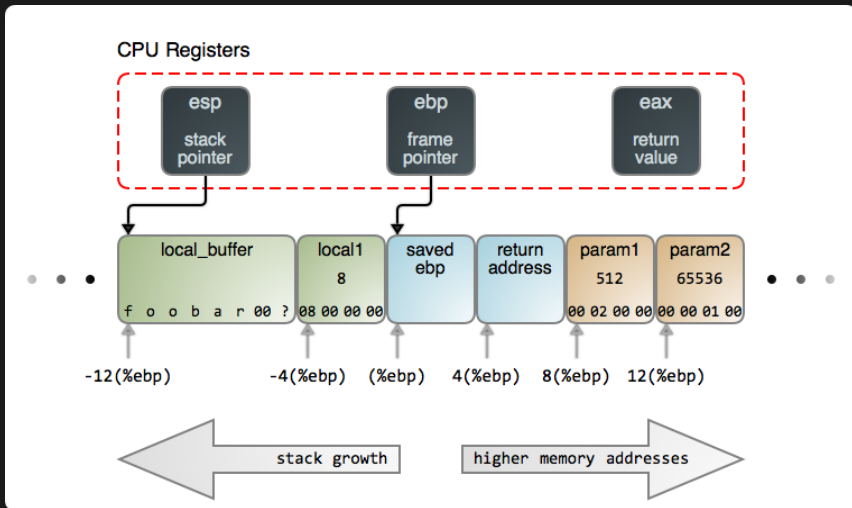 CPU Registers
esp
stack
pointer
ebp
frame
pointer
eax
return
value
local_buffer
f o o b a r 00 ?
local1
8
08 00 00 00
saved
ebp
return
address
param1
512
00 02 00 00
param2
65536
00 00 01 00
-12(%ebp)
-4(%ebp)
(%ebp)
4(%ebp)
8(%ebp)
12(%ebp)
stack growth
higher memory addresses